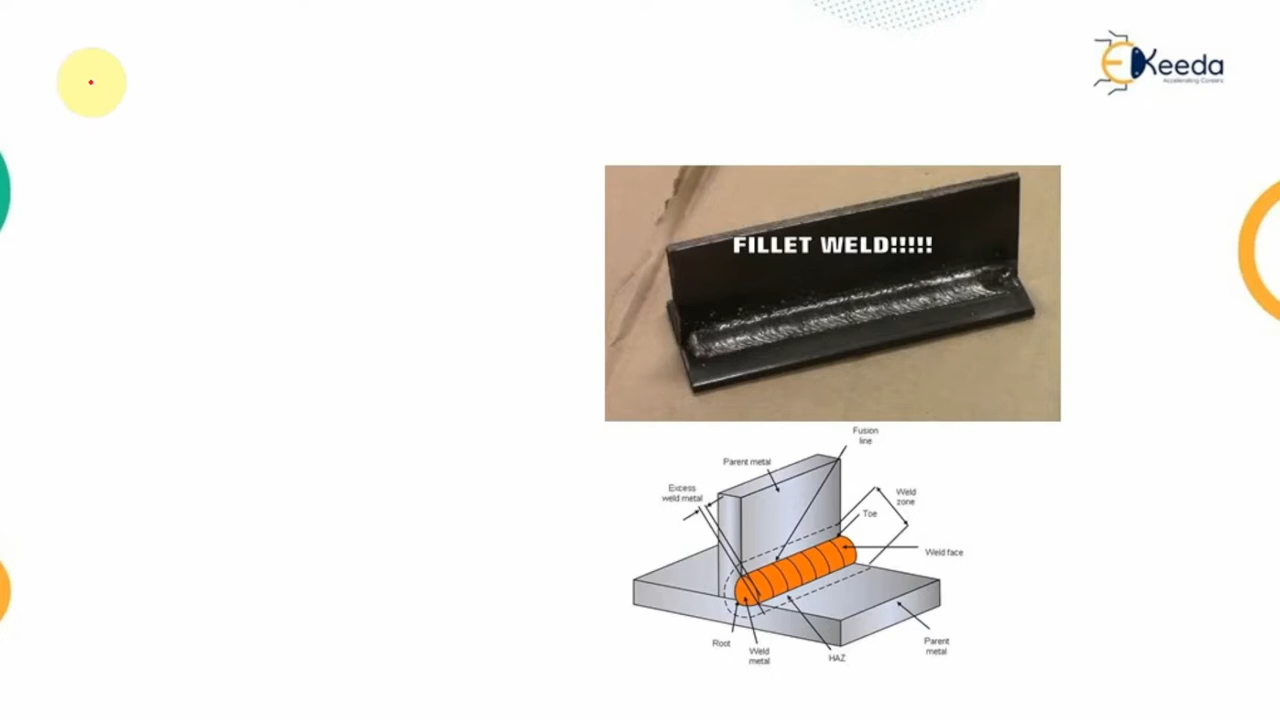 EKeeda
Accelerating Careers
FILLET WELD!!!!!
Fusion
line
Parent metal
Excess
weld metal
Weld
zone
Toe
Weld face
Root
Weld
metal
HAZ
Parent
metal